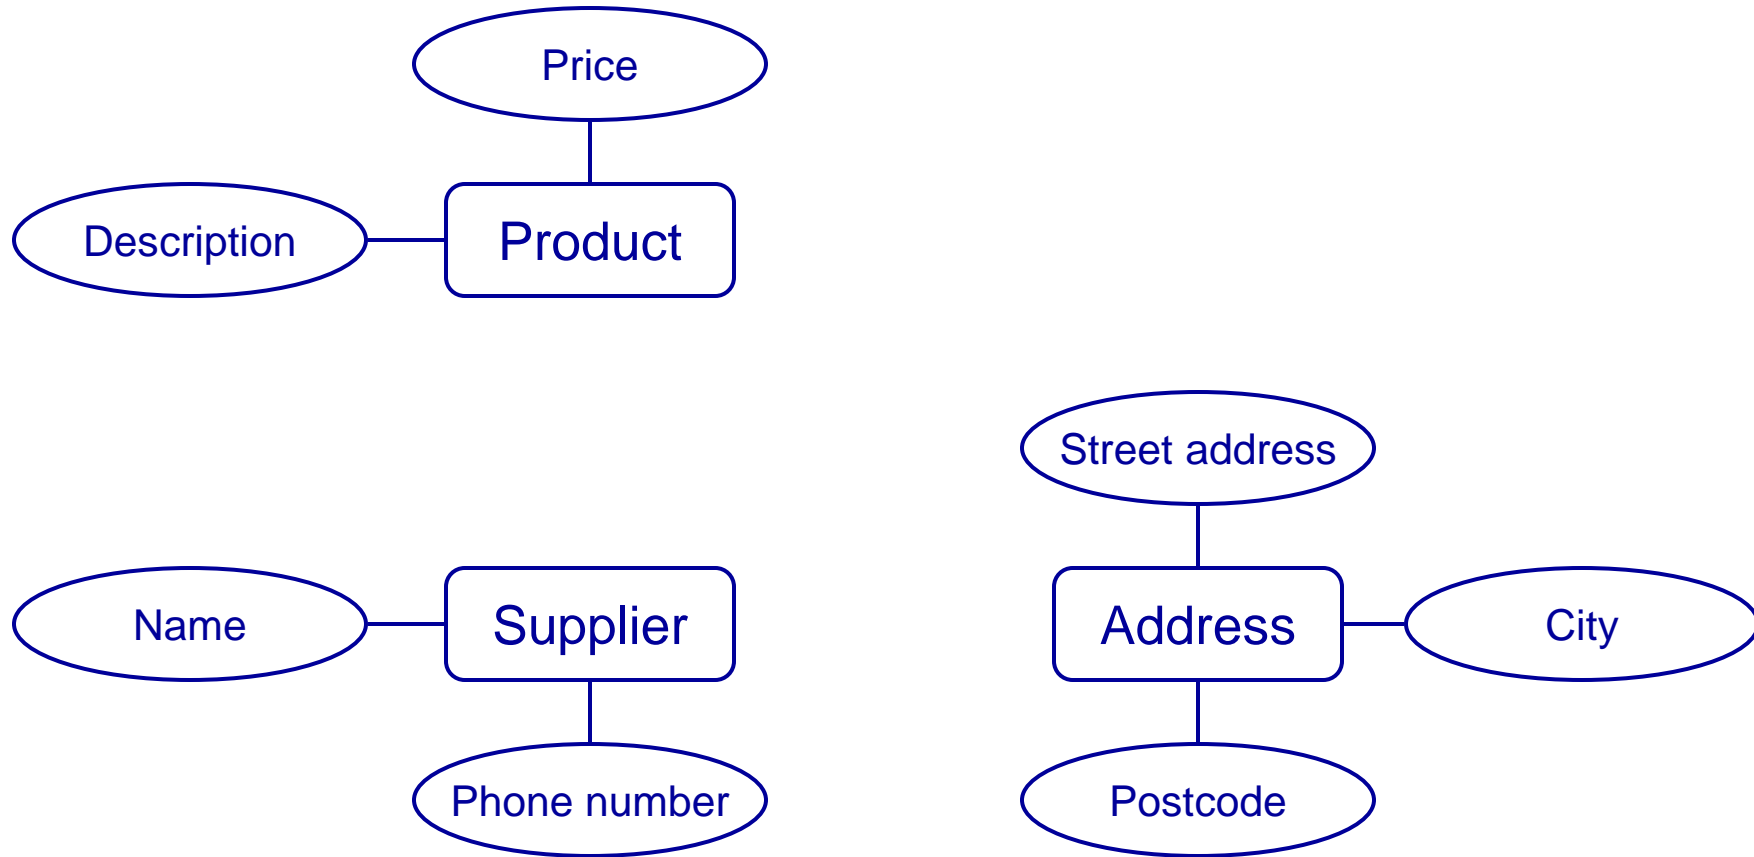 Price
Description
Product
Street address
Name
Supplier
Address
City
Phone number
Postcode